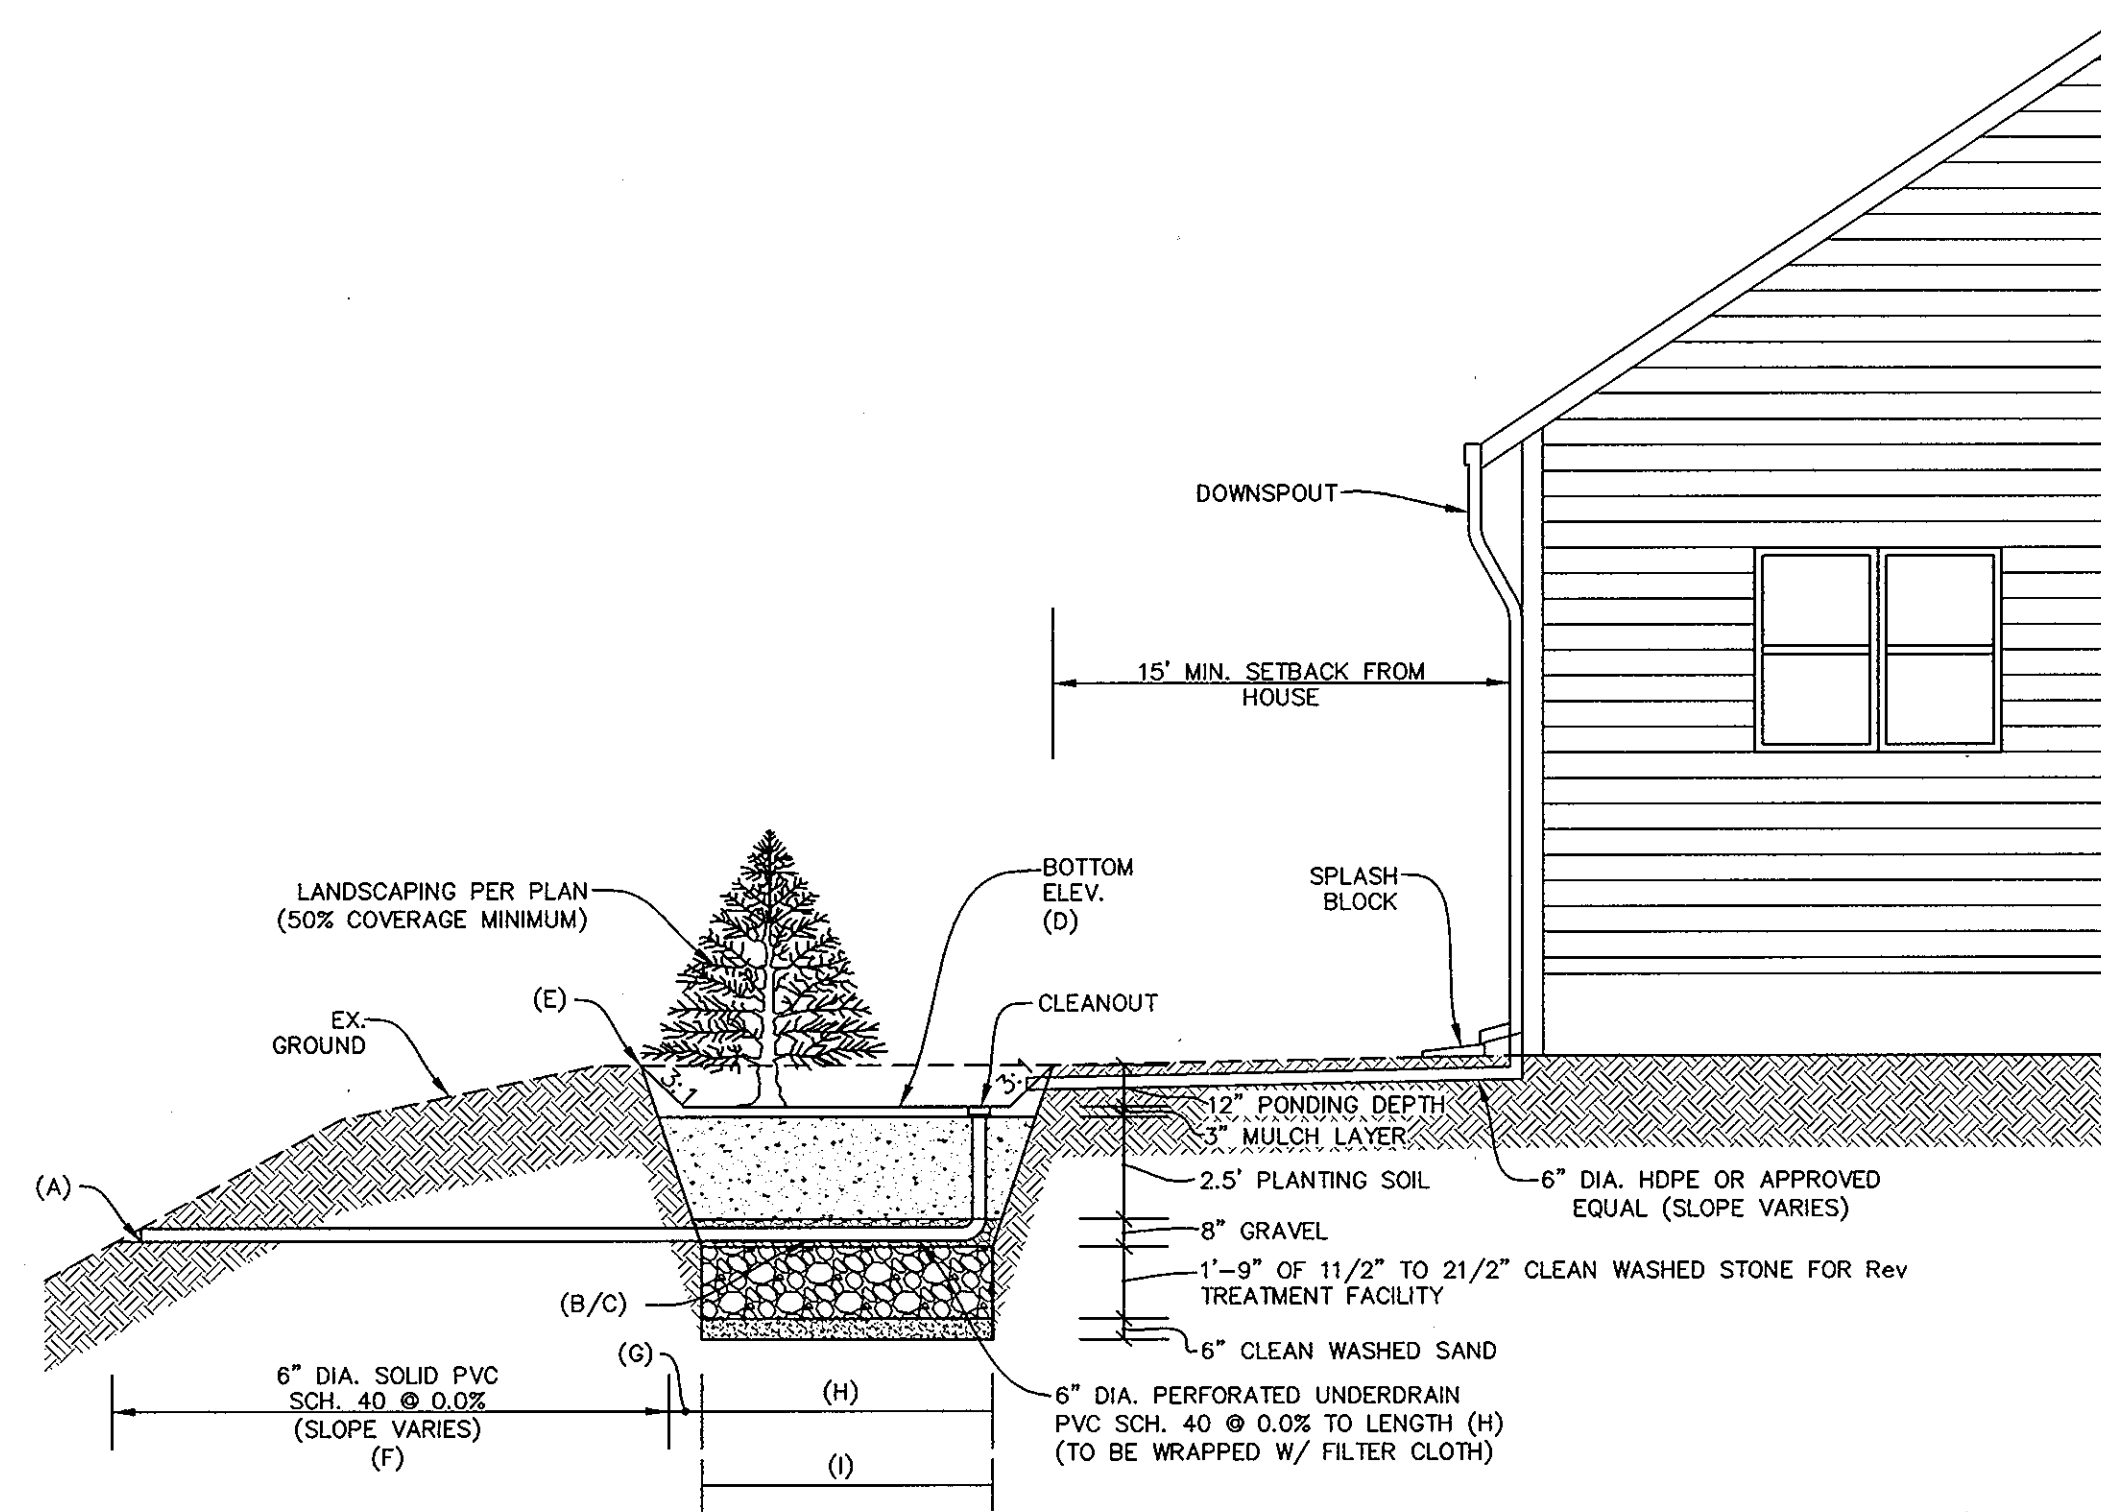 DOWNSPOUT
15' MIN. SETBACK FROM
HOUSE
LANDSCAPING PER PLAN
(50% COVERAGE MINIMUM)
BOTTOM
ELEV.
(D)
SPLASH
BLOCK
(E)
CLEANOUT
EX.
GROUND
3:1
3:
12" PONDING DEPTH
3" MULCH LAYER
(A)
2.5' PLANTING SOIL
6" DIA. HDPE OR APPROVED
EQUAL (SLOPE VARIES)
8" GRAVEL
1'-9" OF 11/2" TO 21/2" CLEAN WASHED STONE FOR Rev
TREATMENT FACILITY
(B/C)
6" CLEAN WASHED SAND
(G)
6" DIA. SOLID PVC
SCH. 40 @ 0.0%
(SLOPE VARIES)
(F)
(H)
6" DIA. PERFORATED UNDERDRAIN
PVC SCH. 40 @ 0.0% TO LENGTH (H)
(TO BE WRAPPED W/ FILTER CLOTH)
(I)